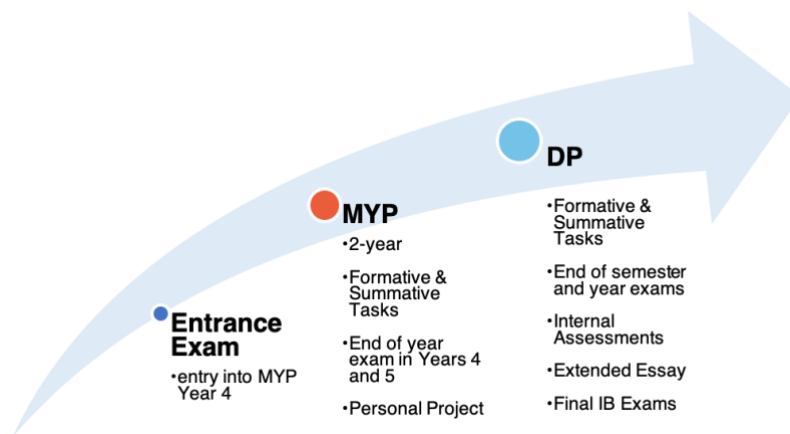 Entrance
Exam
•entry into MYP
Year 4
MYP
•2-year
•Formative &
Summative
Tasks
•End of year
exam in Years 4
and 5
•Personal Project
DP
•Formative &
Summative
Tasks
•End of semester
and year exams
•Internal
Assessments
•Extended Essay
•Final IB Exams